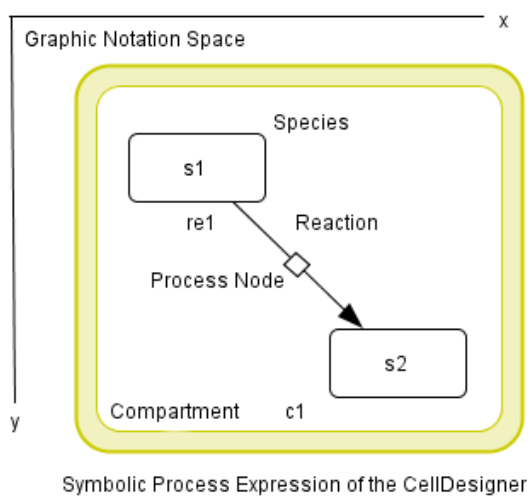 x
Graphic Notation Space
Species
s1
re1 Reaction
Process Node
s2
Compartment c1
y
Symbolic Process Expression of the CellDesigner